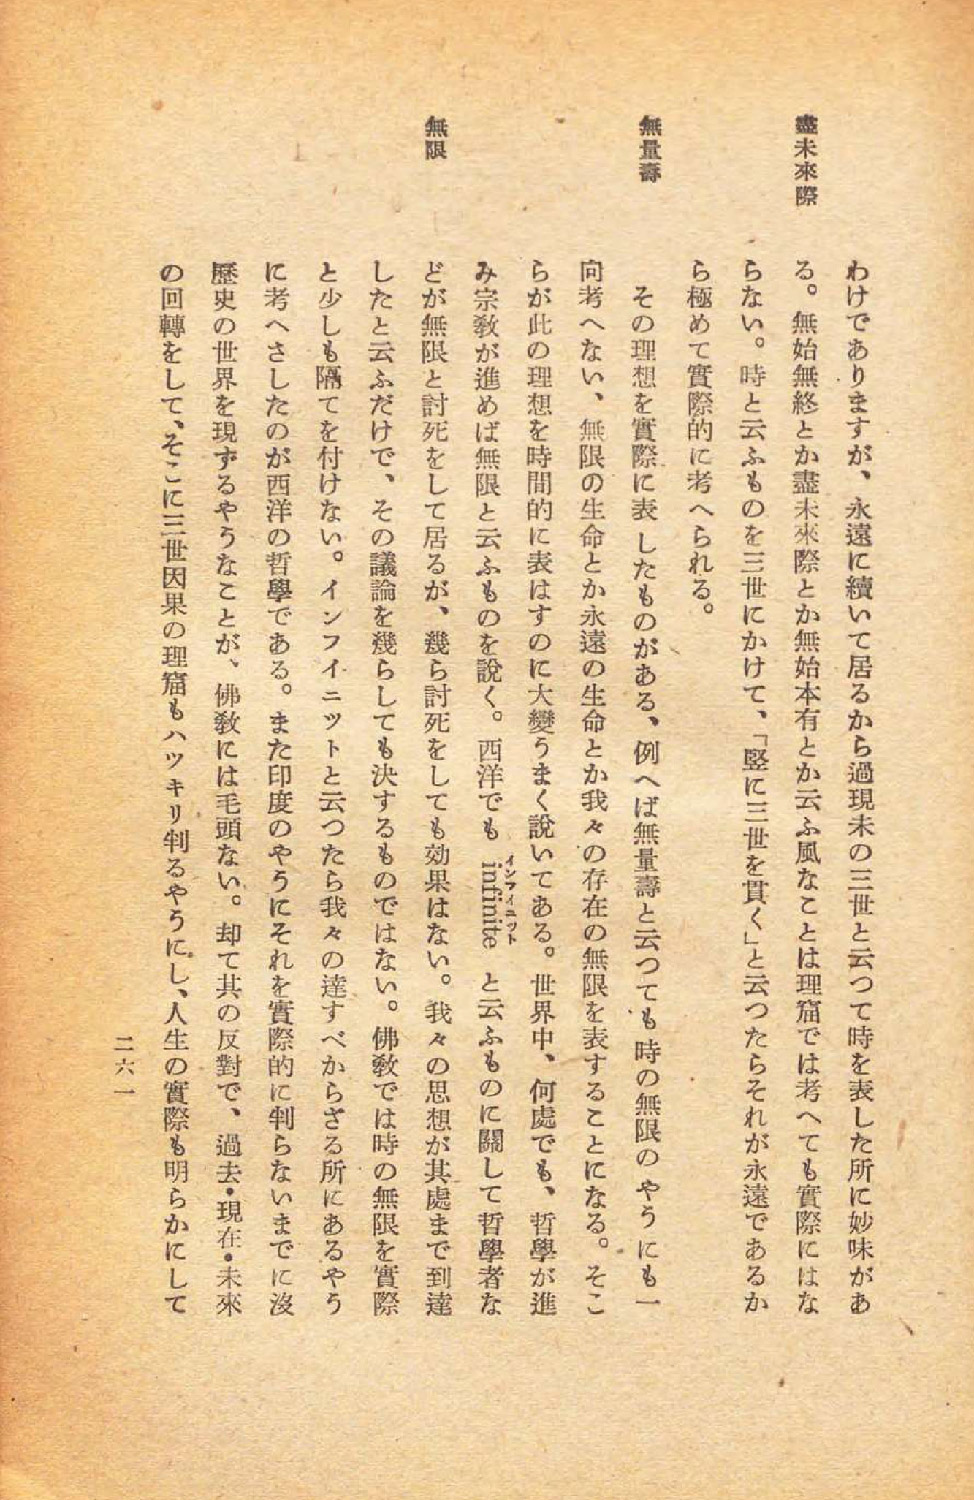 盡未來際
無量壽
無限
わけでありますが、永遠に續いて居るから過現未の三世と云つて時を表した所に妙味があ
る。無始無終とか盡未來際とか無始本有とか云ふ風なことは理窟では考へても實際にはな
らない。時と云ふものを三世にかけて、「竪に三世を貫く」と云つたらそれが永遠であるか
ら極めて實際的に考へられる。
その理想を實際に表したものがある、例へば無量壽と云つても時の無限のやうにも一
向考へない、無限の生命とか永遠の生命とか我々の存在の無限を表することになる。そこ
らが此の理想を時間的に表はすのに大變うまく說いてある。世界中、何處でも、哲學が進
み宗敎が進めば無限と云ふものを說く。西洋でも infinite と云ふものに關して哲學者な
インフイニツト
どが無限と討死をして居るが、幾ら討死をしても効果はない。我々の思想が其處まで到達
したと云ふだけで、その議論を幾らしても決するものではない。佛敎では時の無限を實際
と少しも隔てを付けない。インフイニツトと云つたら我々の達すべからざる所にあるやう
に考へさしたのが西洋の哲學である。また印度のやうにそれを實際的に判らないまでに沒
歷史の世界を現ずるやうなことが、佛敎には毛頭ない。却て其の反對で、過去・現在・未來
の回轉をして、そこに三世因果の理窟もハツキリ判るやうにし、人生の實際も明らかにして
二六一